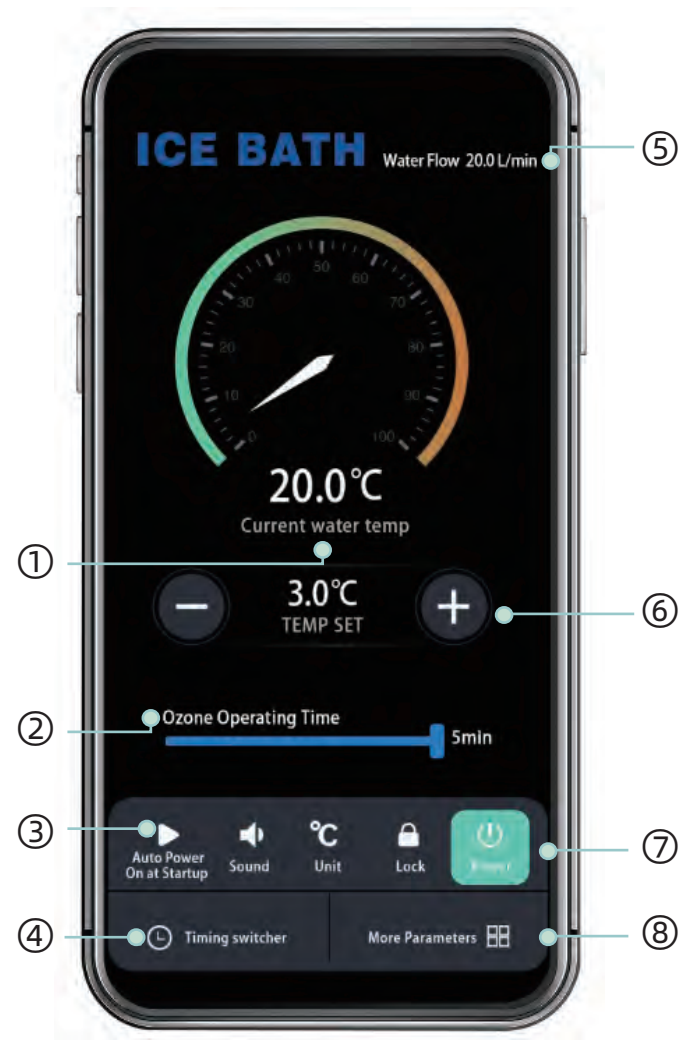 ICE BATH
Water Flow 20.0 L/min
⑤
50
40
60
30
70
20
80
10
90
0
100
20.0℃
Current water temp
①
3.0℃
TEMP SET
⑥
②
Ozone Operating Time
5min
③
Auto Power
On at Startup
Sound
℃
Unit
Lock
Power
⑦
④
Timing switcher
More Parameters
⑧